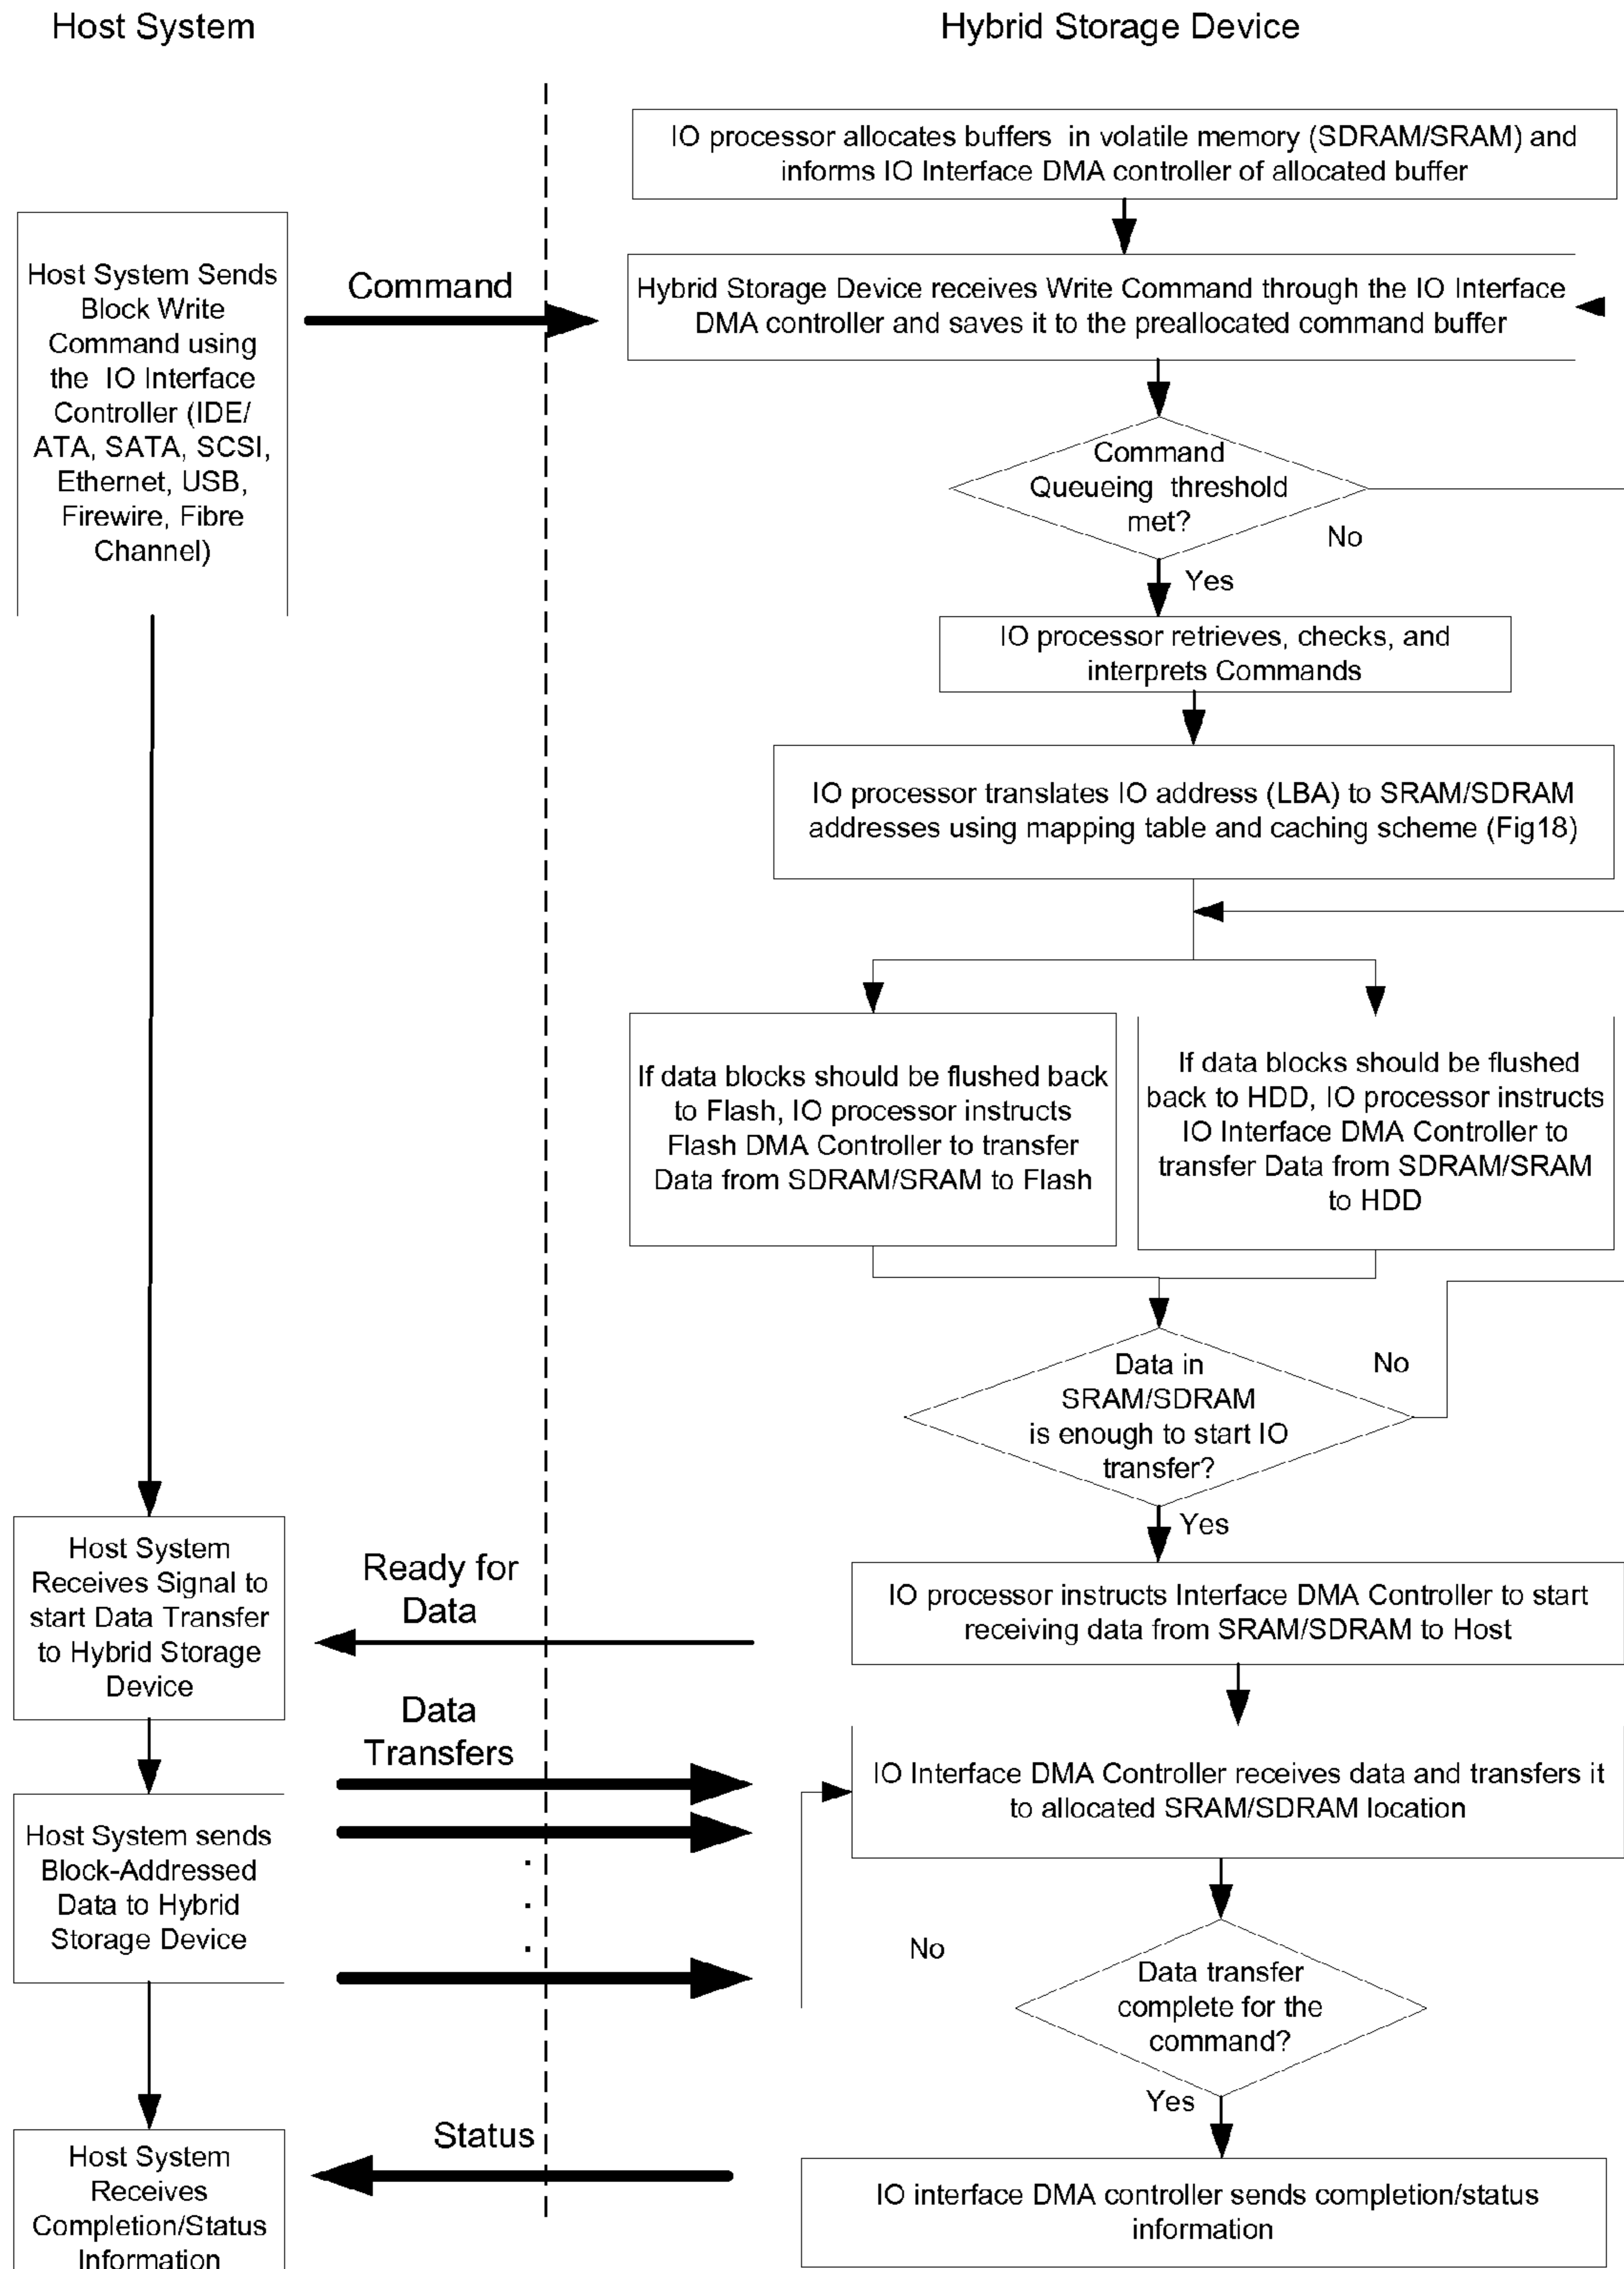 Host System
Hybrid Storage Device
IO processor allocates buffers in volatile memory (SDRAM/SRAM) and
informs IO Interface DMA controller of allocated buffer
Host System Sends
Block Write
Command using
the IO Interface
Controller (IDE/
ATA, SATA, SCSI,
Ethernet, USB,
Firewire, Fibre
Channel)
Command
Hybrid Storage Device receives Write Command through the IO Interface
DMA controller and saves it to the preallocated command buffer
Command
Queueing threshold
met?
No
Yes
IO processor retrieves, checks, and
interprets Commands
IO processor translates IO address (LBA) to SRAM/SDRAM
addresses using mapping table and caching scheme (Fig18)
If data blocks should be flushed back
to Flash, IO processor instructs
Flash DMA Controller to transfer
Data from SDRAM/SRAM to Flash
If data blocks should be flushed
back to HDD, IO processor instructs
IO Interface DMA Controller to
transfer Data from SDRAM/SRAM
to HDD
Data in
SRAM/SDRAM
is enough to start IO
transfer?
No
Yes
Host System
Receives Signal to
start Data Transfer
to Hybrid Storage
Device
Ready for
Data
IO processor instructs Interface DMA Controller to start
receiving data from SRAM/SDRAM to Host
Data
Transfers
IO Interface DMA Controller receives data and transfers it
to allocated SRAM/SDRAM location
Host System sends
Block-Addressed
Data to Hybrid
Storage Device
No
Data transfer
complete for the
command?
Yes
Status
Host System
Receives
Completion/Status
Information
IO interface DMA controller sends completion/status
information